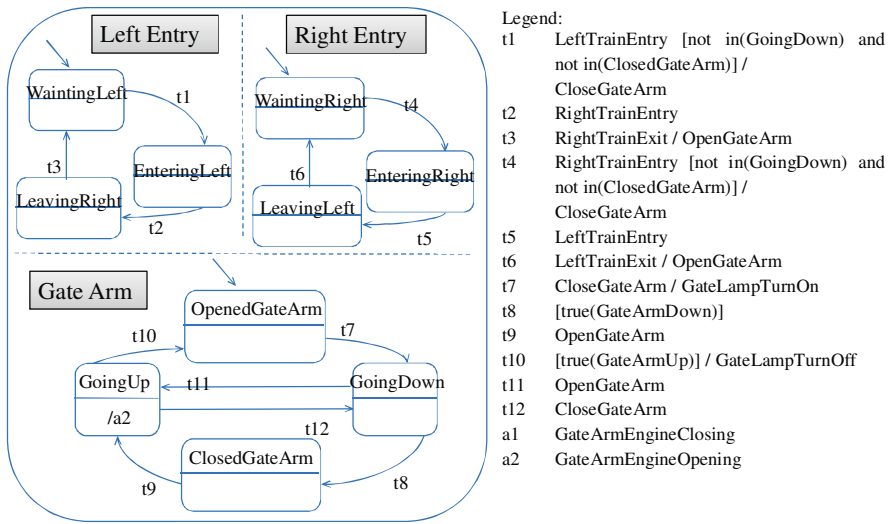 Left Entry
Right Entry
WaintingLeft
t1
t3
EnteringLeft
LeavingRight
t2
WaintingRight
t4
t6
EnteringRight
LeavingLeft
t5
Gate Arm
OpenedGateArm
t10
t7
GoingUp
t11
GoingDown
/a2
t12
ClosedGateArm
t9
t8
Legend:
t1 LeftTrainEntry [not in(GoingDown) and
not in(ClosedGateArm)] /
CloseGateArm
t2 RightTrainEntry
t3 RightTrainExit / OpenGateArm
t4 RightTrainEntry [not in(GoingDown) and
not in(ClosedGateArm)] /
CloseGateArm
t5 LeftTrainEntry
t6 LeftTrainExit / OpenGateArm
t7 CloseGateArm / GateLampTurnOn
t8 [true(GateArmDown)]
t9 OpenGateArm
t10 [true(GateArmUp)] / GateLampTurnOff
t11 OpenGateArm
t12 CloseGateArm
a1 GateArmEngineClosing
a2 GateArmEngineOpening